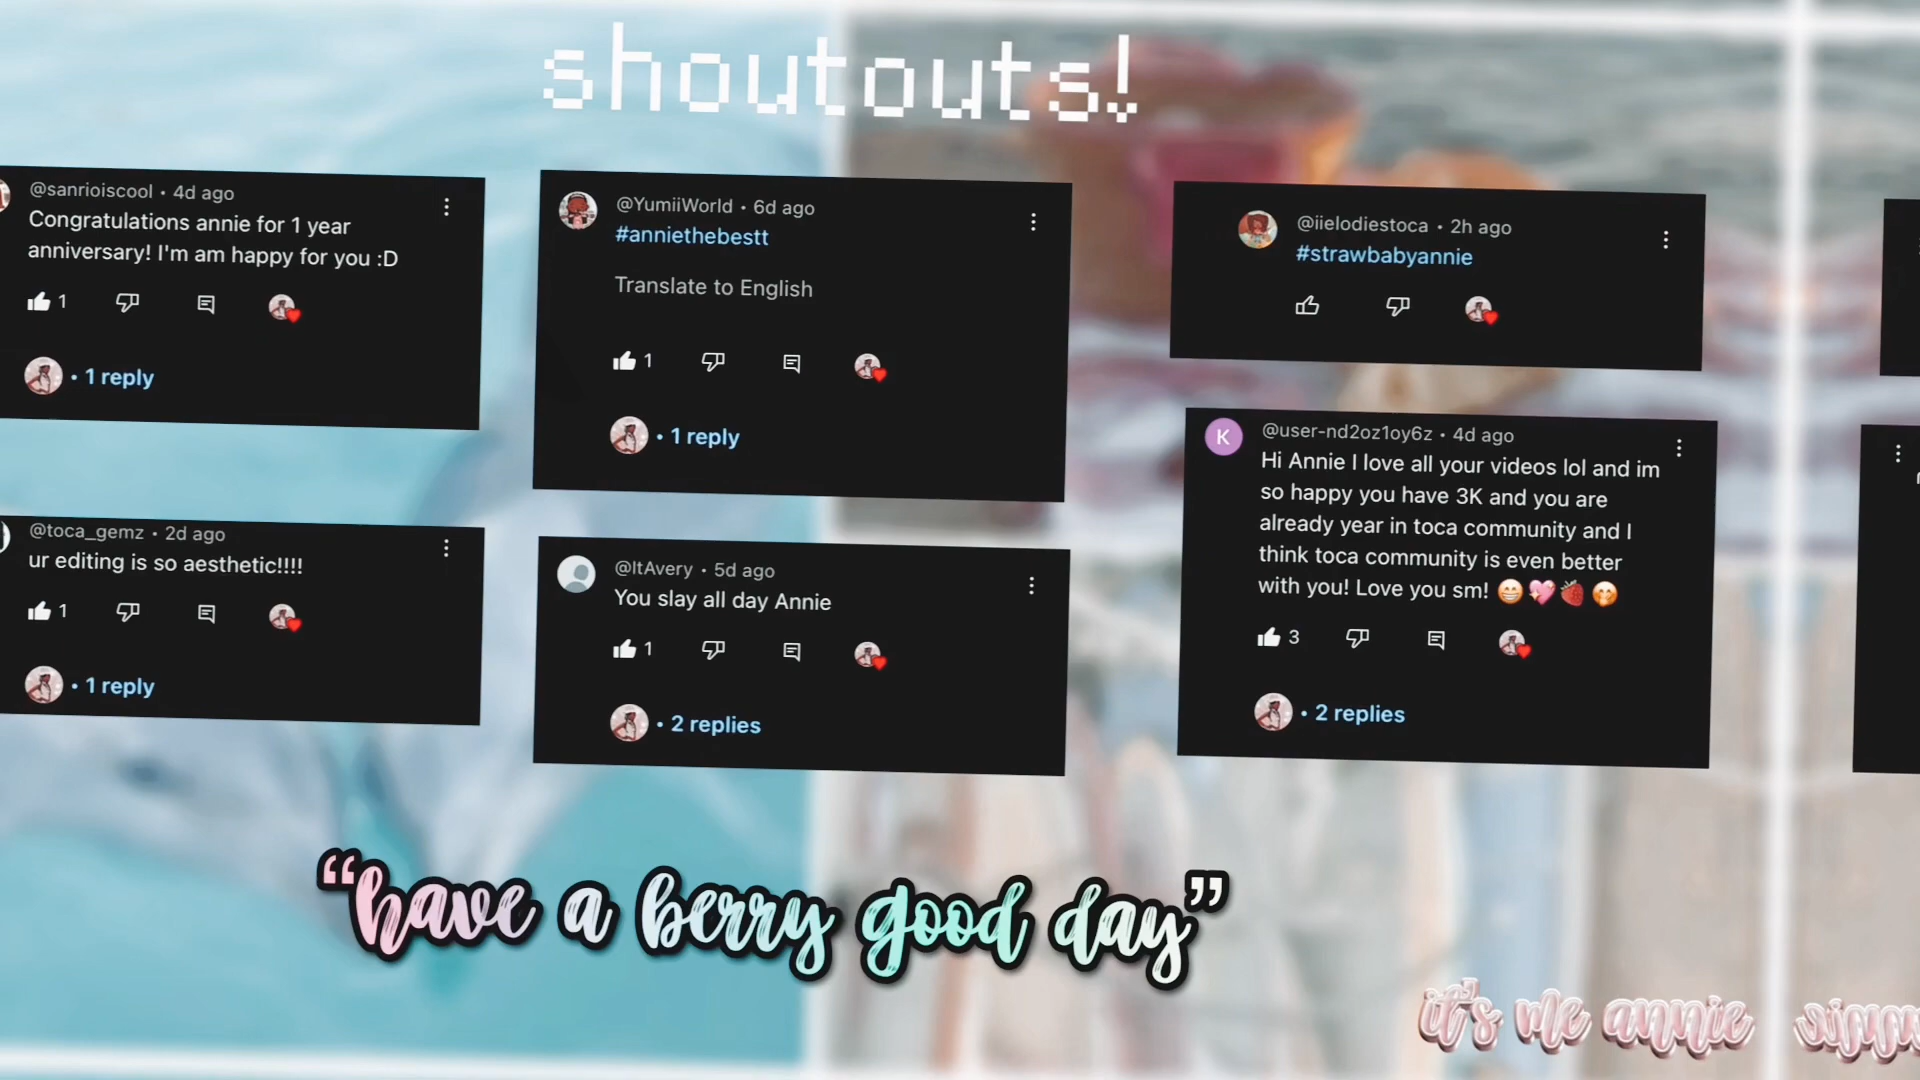 shoutouts!
@sanrioiscool • 4d ago
Congratulations annie for 1 year
anniversary! I'm am happy for you :D
1
• 1 reply
@toca_gemz • 2d ago
ur editing is so aesthetic!!!!
1
• 1 reply
@YumiiWorld • 6d ago
#anniethebestt
Translate to English
1
• 1 reply
@ItAvery • 5d ago
You slay all day Annie
1
• 2 replies
@iielodiestoca • 2h ago
#strawbabyannie
K
@user-nd2oz1oy6z • 4d ago
Hi Annie I love all your videos lol and im
so happy you have 3K and you are
already year in toca community and I
think toca community is even better
with you! Love you sm! 😁💖🍓🤭
3
• 2 replies
“have a berry good day”
it's me annie